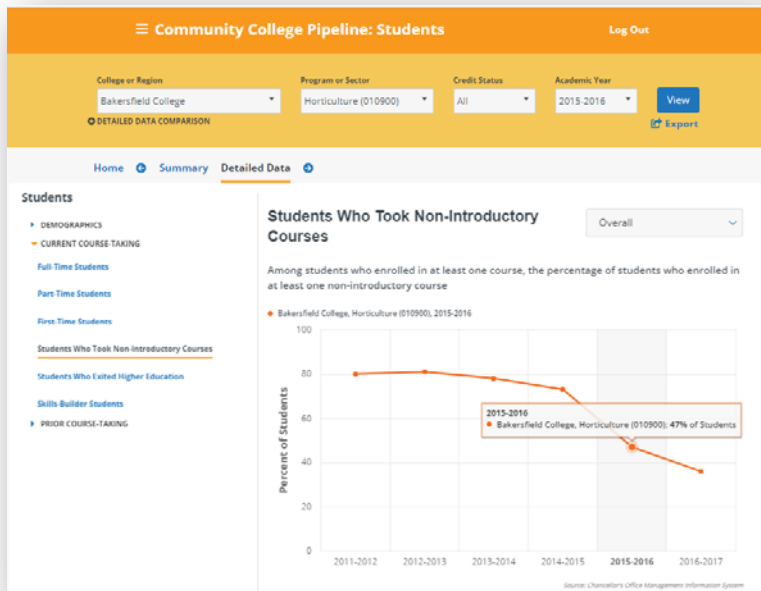 ☰ Community College Pipeline: Students
Log Out
College or Region
Program or Sector
Credit Status
Academic Year
Bakersfield College
Horticulture (010900)
All
2015-2016
View
DETAILED DATA COMPARISON
Export
Home
Summary
Detailed Data
Students
DEMOGRAPHICS
CURRENT COURSE-TAKING
Full-Time Students
Part-Time Students
First-Time Students
Students Who Took Non-Introductory Courses
Students Who Exited Higher Education
Skills-Builder Students
PRIOR COURSE-TAKING
Students Who Took Non-Introductory
Courses
Overall
Among students who enrolled in at least one course, the percentage of students who enrolled in
at least one non-introductory course
Bakersfield College, Horticulture (010900), 2015-2016
Percent of Students
100
80
60
40
20
0
2015-2016
Bakersfield College, Horticulture (010900): 47% of Students
2011-2012
2012-2013
2013-2014
2014-2015
2015-2016
2016-2017
Source: Chancellor's Office Management Information System